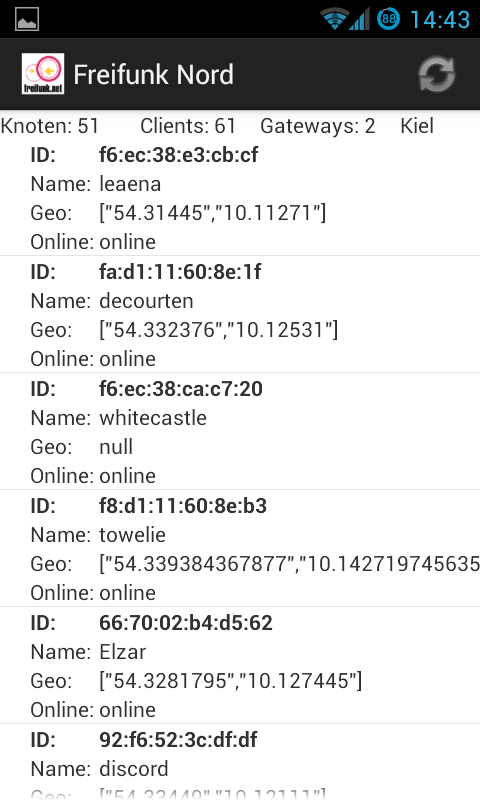 88 14:43
freifunk.net Freifunk Nord
Knoten: 51 Clients: 61 Gateways: 2 Kiel
ID: f6:ec:38:e3:cb:cf
Name: leaena
Geo: ["54.31445","10.11271"]
Online: online
ID: fa:d1:11:60:8e:1f
Name: decourten
Geo: ["54.332376","10.12531"]
Online: online
ID: f6:ec:38:ca:c7:20
Name: whitecastle
Geo: null
Online: online
ID: f8:d1:11:60:8e:b3
Name: towelie
Geo: ["54.339384367877","10.142719745635
Online: online
ID: 66:70:02:b4:d5:62
Name: Elzar
Geo: ["54.3281795","10.127445"]
Online: online
ID: 92:f6:52:3c:df:df
Name: discord
Geo: ["54.33449","10.12111"]